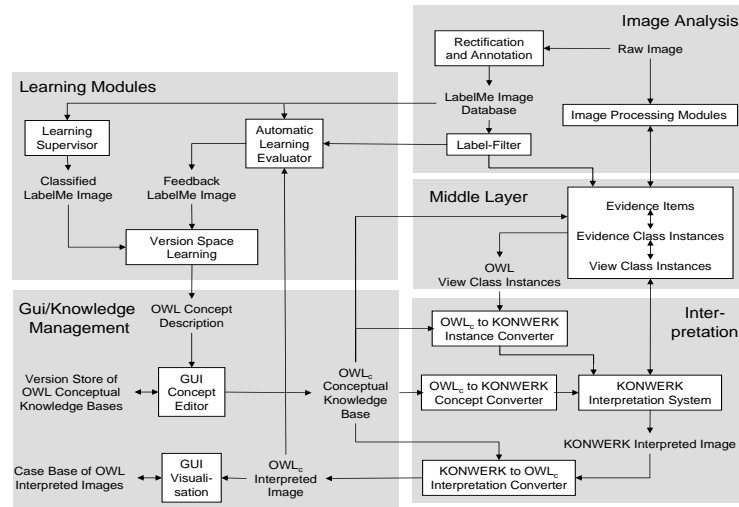 Image Analysis
Rectification
and Annotation
Raw Image
LabelMe Image
Database
Image Processing Modules
Label-Filter
Learning Modules
Learning
Supervisor
Automatic
Learning
Evaluator
Classified
LabelMe Image
Feedback
LabelMe Image
Version Space
Learning
Middle Layer
Evidence Items
Evidence Class Instances
View Class Instances
OWL
View Class Instances
Gui/Knowledge
Management
OWL Concept
Description
Version Store of
OWL Conceptual
Knowledge Bases
GUI
Concept
Editor
OWLc
Conceptual
Knowledge
Base
Case Base of OWL
Interpreted Images
GUI
Visuali-
sation
OWLc
Interpreted
Image
Inter-
pretation
OWLc to KONWERK
Instance Converter
OWLc to KONWERK
Concept Converter
KONWERK
Interpretation System
KONWERK Interpreted Image
KONWERK to OWLc
Interpretation Converter